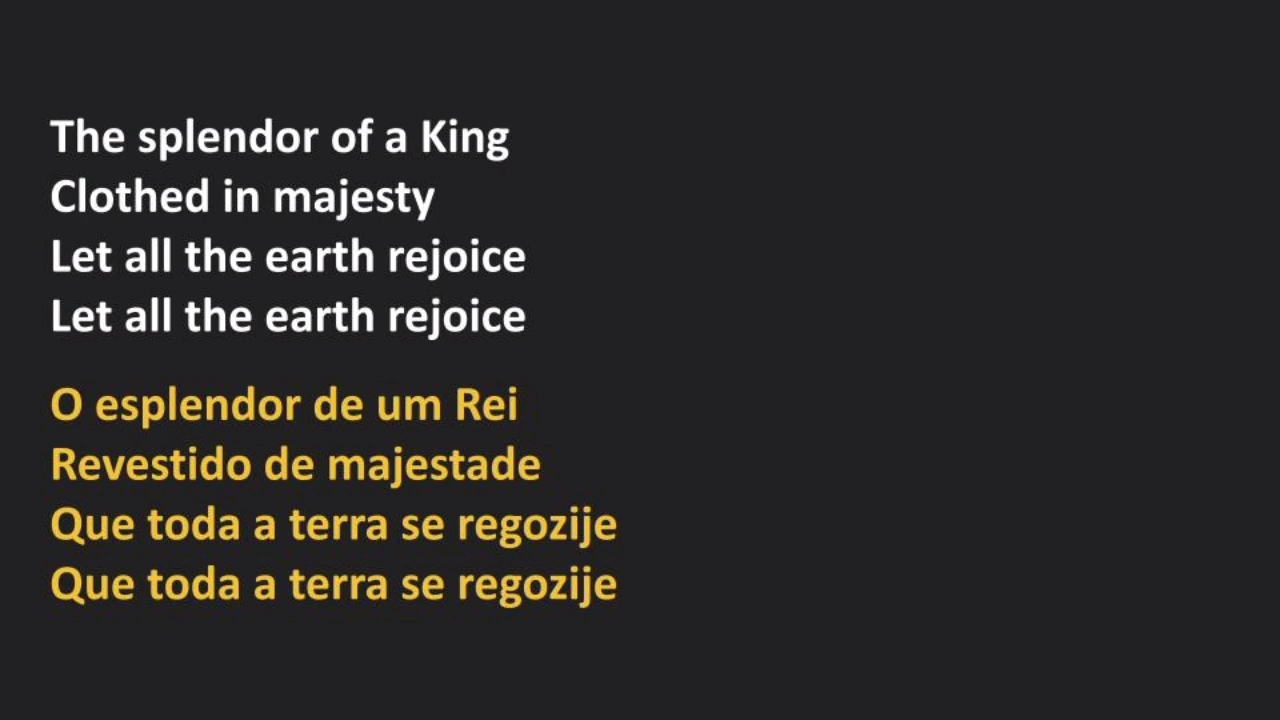 The splendor of a King
Clothed in majesty
Let all the earth rejoice
Let all the earth rejoice
O esplendor de um Rei
Revestido de majestade
Que toda a terra se regozije
Que toda a terra se regozije